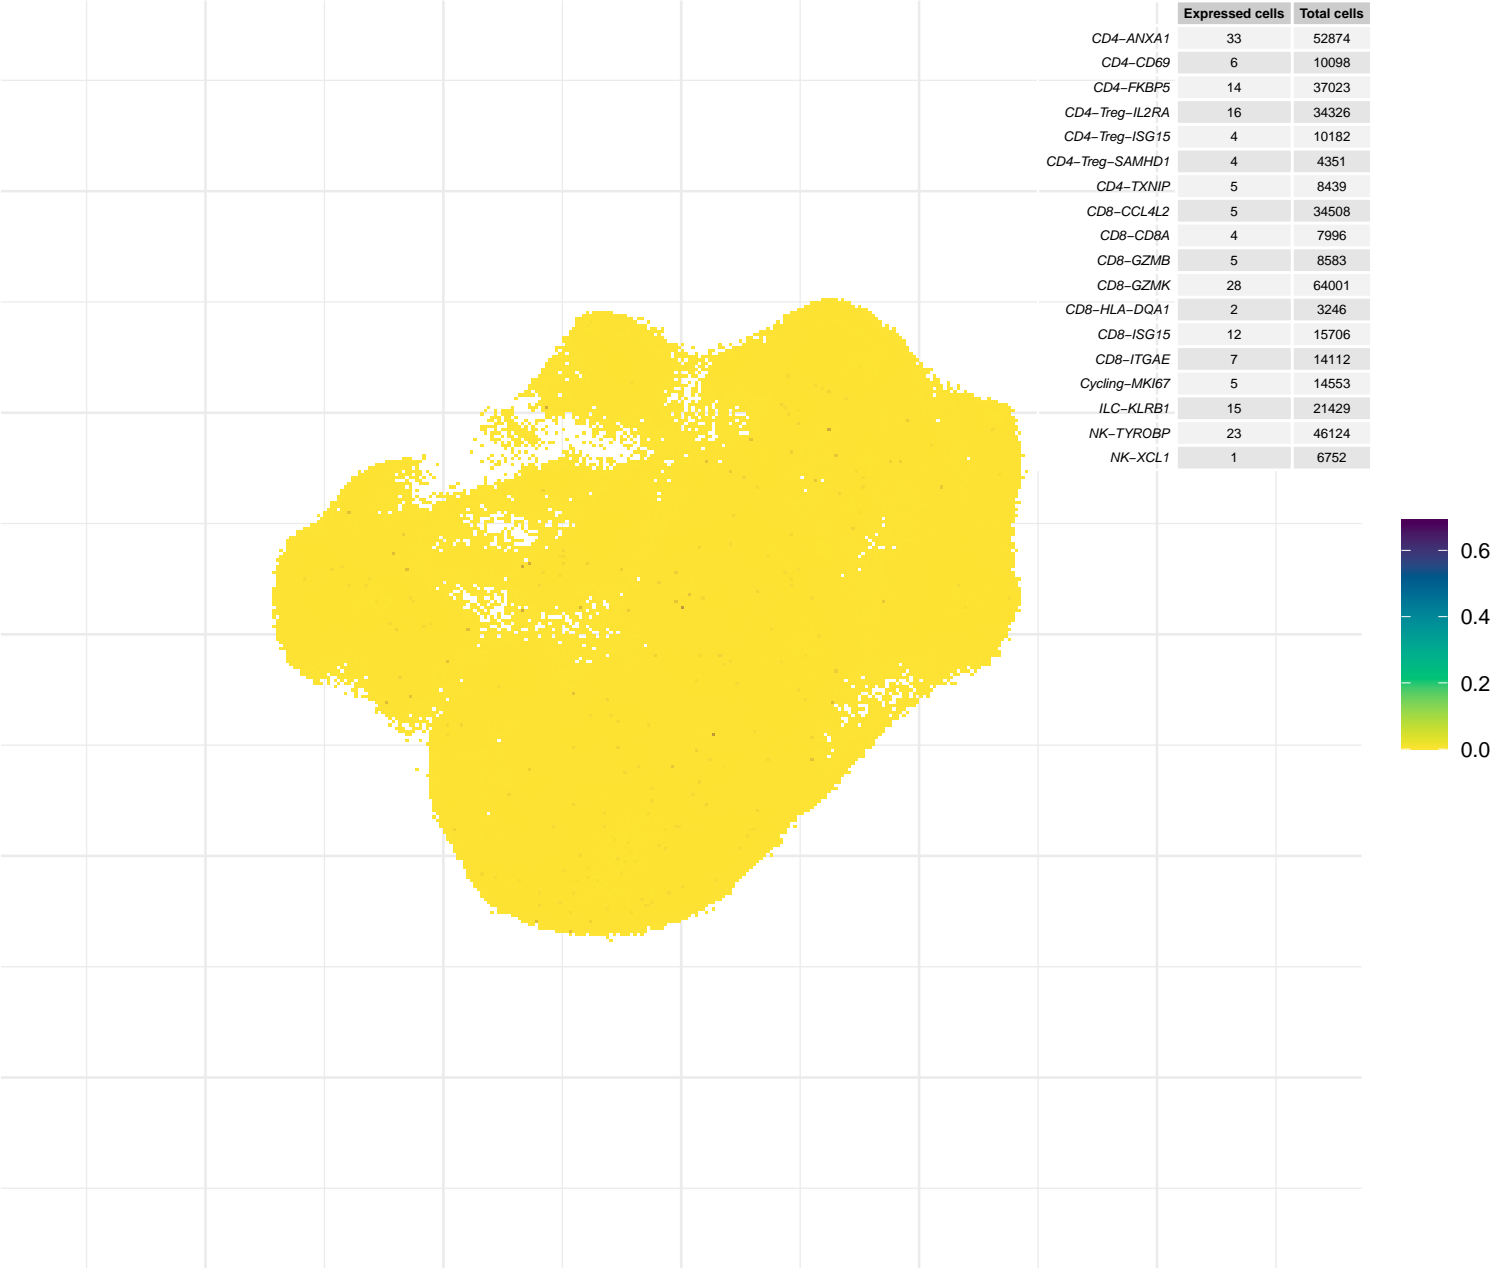 Expressed cells Total cells
CD4−ANXA1 33 52874
CD4−CD69 6 10098
CD4−FKBP5 14 37023
CD4−Treg−IL2RA 16 34326
CD4−Treg−ISG15 4 10182
CD4−Treg−SAMHD1 4 4351
CD4−TXNIP 5 8439
CD8−CCL4L2 5 34508
CD8−CD8A 4 7996
CD8−GZMB 5 8583
CD8−GZMK 28 64001
CD8−HLA−DQA1 2 3246
CD8−ISG15 12 15706
CD8−ITGAE 7 14112
Cycling−MKI67 5 14553
ILC−KLRB1 15 21429
NK−TYROBP 23 46124
NK−XCL1 1 6752
0.6
0.4
0.2
0.0